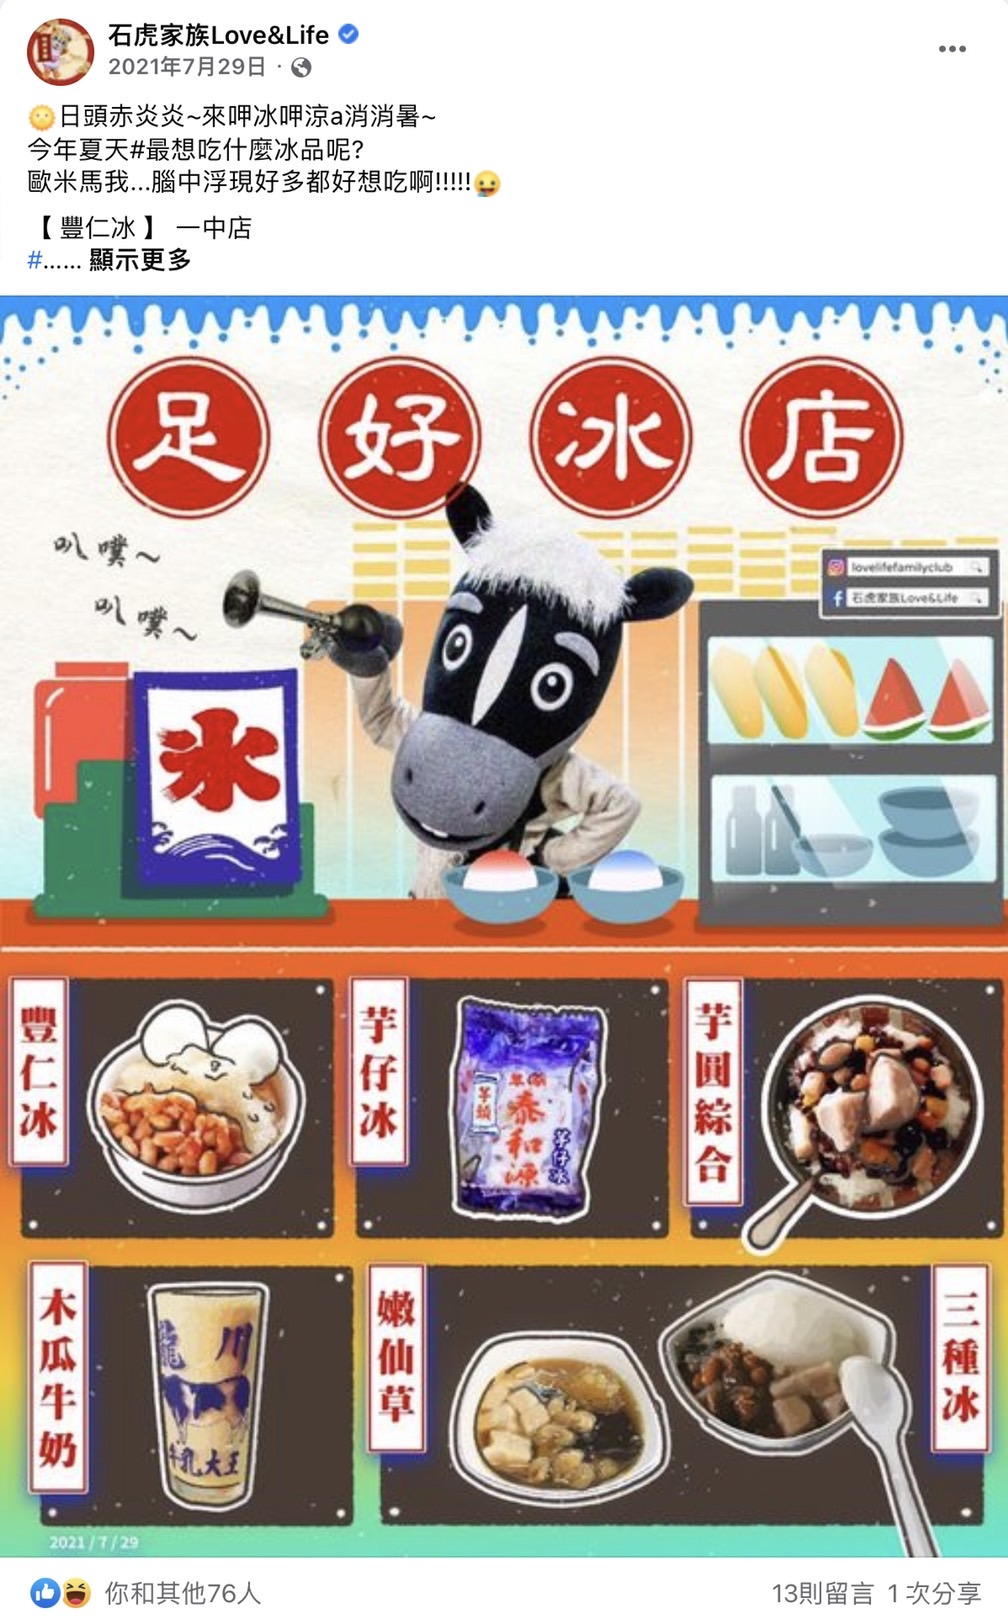 石虎家族Love&Life
2021年7月29日 ·
日頭赤炎炎~來呷冰呷涼a消消暑~
今年夏天#最想吃什麼冰品呢?
歐米馬我...腦中浮現好多都好想吃啊!!!!!
【 豐仁冰 】 一中店
#...... 顯示更多
足好冰店
叭噗~
叭噗~
lovelifefamilyclub
石虎家族Love&Life
氷
豐仁冰
芋仔冰
芋頭
泰和源
芋仔冰
芋圓綜合
木瓜牛奶
龍川
牛乳大王
嫩仙草
三種冰
2021 / 7 / 29
你和其他76人
13則留言 1 次分享